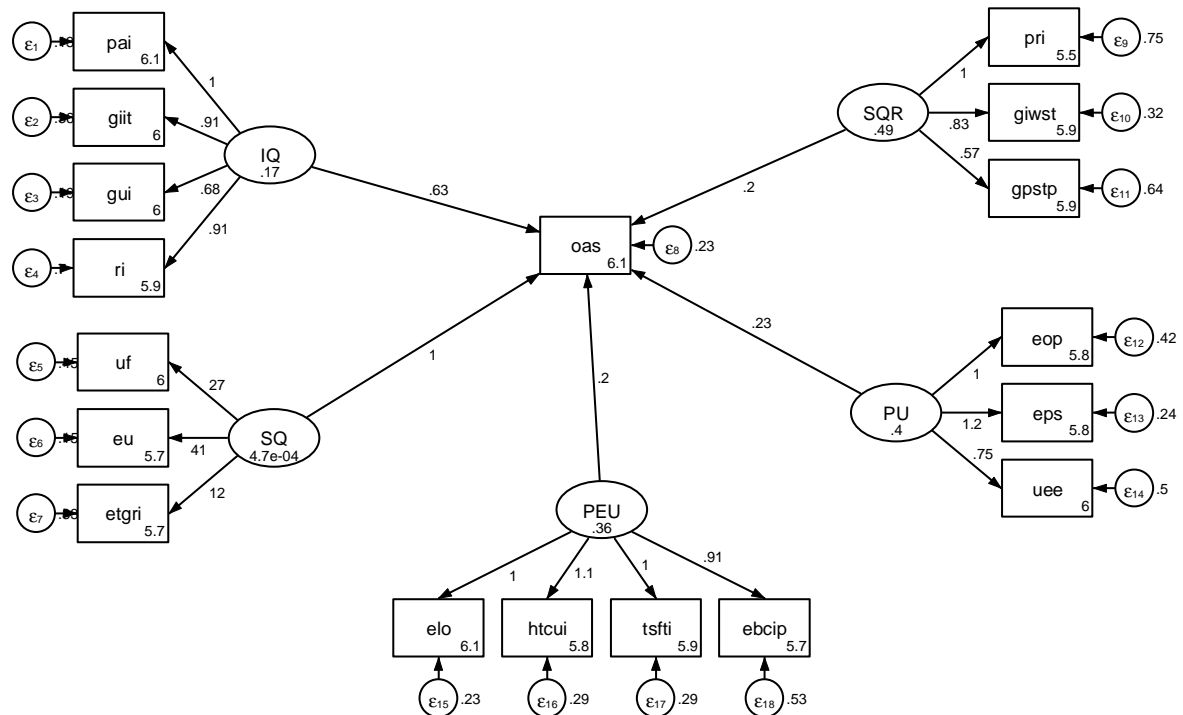 ε1
pai
6.1
1
ε2
giit
6
.91
ε3
gui
6
.68
ε4
ri
5.9
.91
IQ
.17
.63
ε5
uf
6
27
ε6
eu
5.7
41
ε7
etgri
5.7
12
SQ
4.7e-04
1
oas
6.1
ε8
.23
SQR
.49
.2
1
pri
5.5
ε9
.75
.83
giwst
5.9
ε10
.32
.57
gpstp
5.9
ε11
.64
PU
.4
.23
1
eop
5.8
ε12
.42
1.2
eps
5.8
ε13
.24
.75
uee
6
ε14
.5
.2
PEU
.36
1
1.1
1
.91
elo
6.1
htcui
5.8
tsfti
5.9
ebcip
5.7
ε15
.23
ε16
.29
ε17
.29
ε18
.53